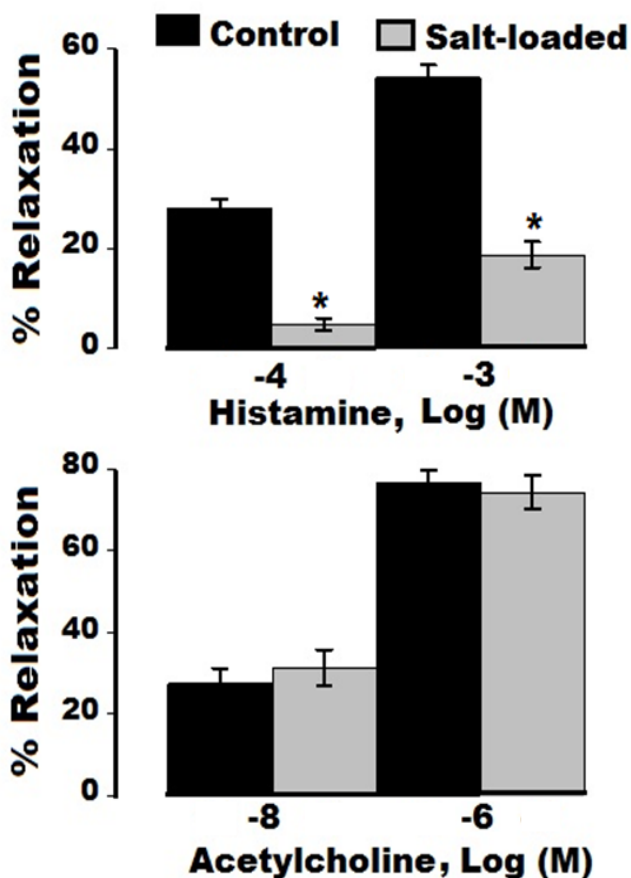 Control Salt-loaded
% Relaxation
60
40
20
0
*
*
-4 -3
Histamine, Log (M)
% Relaxation
80
60
40
20
0
-8 -6
Acetylcholine, Log (M)